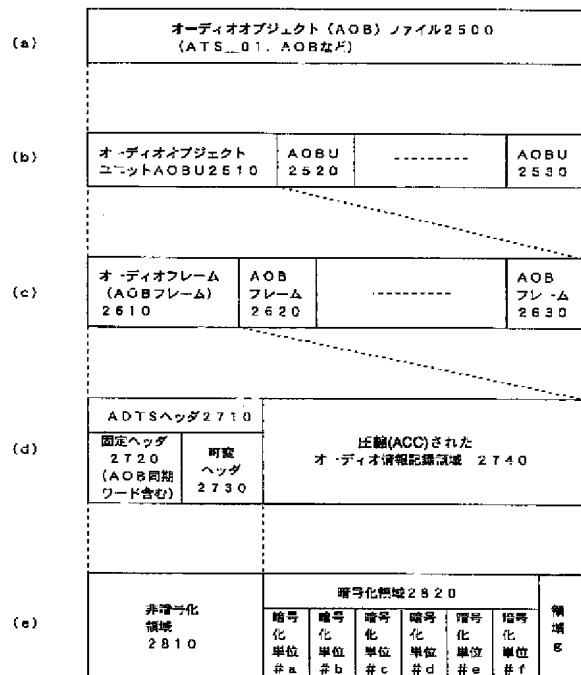 (a)
オーディオオブジェクト（AOB）ファイル2500
（ATS__01．AOBなど）
(b)
オーディオオブジェクト
ユニットAOBU2510
AOBU
2520
AOBU
2530
(c)
オーディオフレーム
（AOBフレーム）
2610
AOB
フレーム
2620
AOB
フレーム
2630
(d)
ADTSヘッダ2710
固定ヘッダ
2720
(AOB同期
ワード含む)
可変
ヘッダ
2730
圧縮(ACC)された
オーディオ情報記録領域 2740
(e)
非暗号化
領域
2810
暗号化領域2820
暗号
化
単位
#a
暗号
化
単位
#b
暗号
化
単位
#c
暗号
化
単位
#d
暗号
化
単位
#e
暗号
化
単位
#f
領
域
g